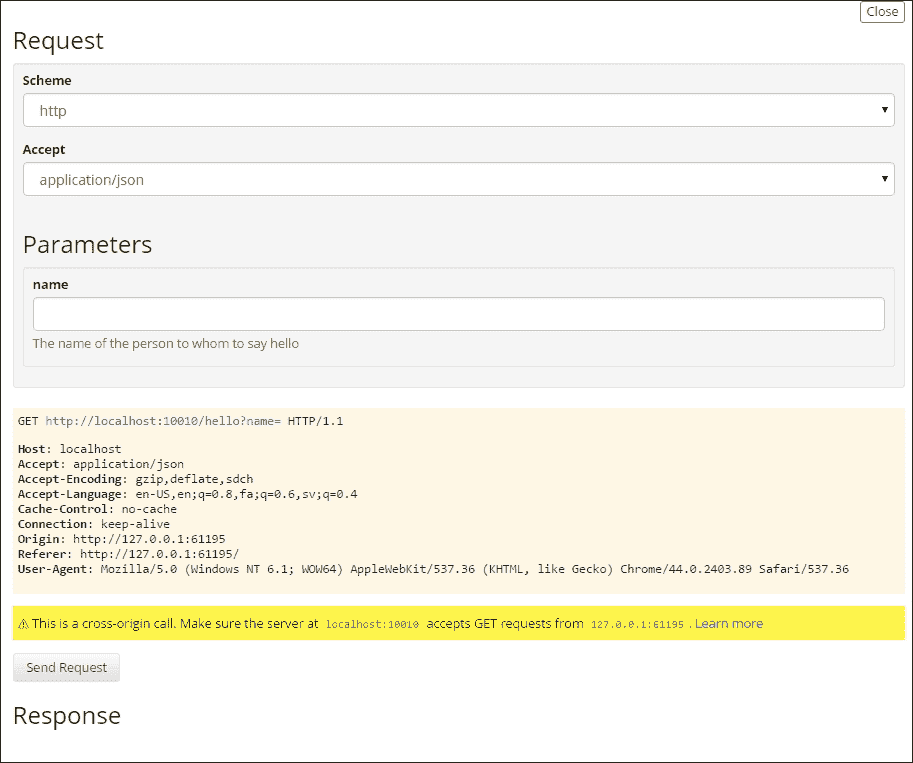 Close
Request
Scheme
http
Accept
application/json
Parameters
name
The name of the person to whom to say hello
GET http://localhost:10010/hello?name= HTTP/1.1
Host: localhost
Accept: application/json
Accept-Encoding: gzip,deflate,sdch
Accept-Language: en-US,en;q=0.8,fa;q=0.6,sv;q=0.4
Cache-Control: no-cache
Connection: keep-alive
Origin: http://127.0.0.1:61195
Referer: http://127.0.0.1:61195/
User-Agent: Mozilla/5.0 (Windows NT 6.1; WOW64) AppleWebKit/537.36 (KHTML, like Gecko) Chrome/44.0.2403.89 Safari/537.36
⚠ This is a cross-origin call. Make sure the server at localhost:10010 accepts GET requests from 127.0.0.1:61195 . Learn more
Send Request
Response